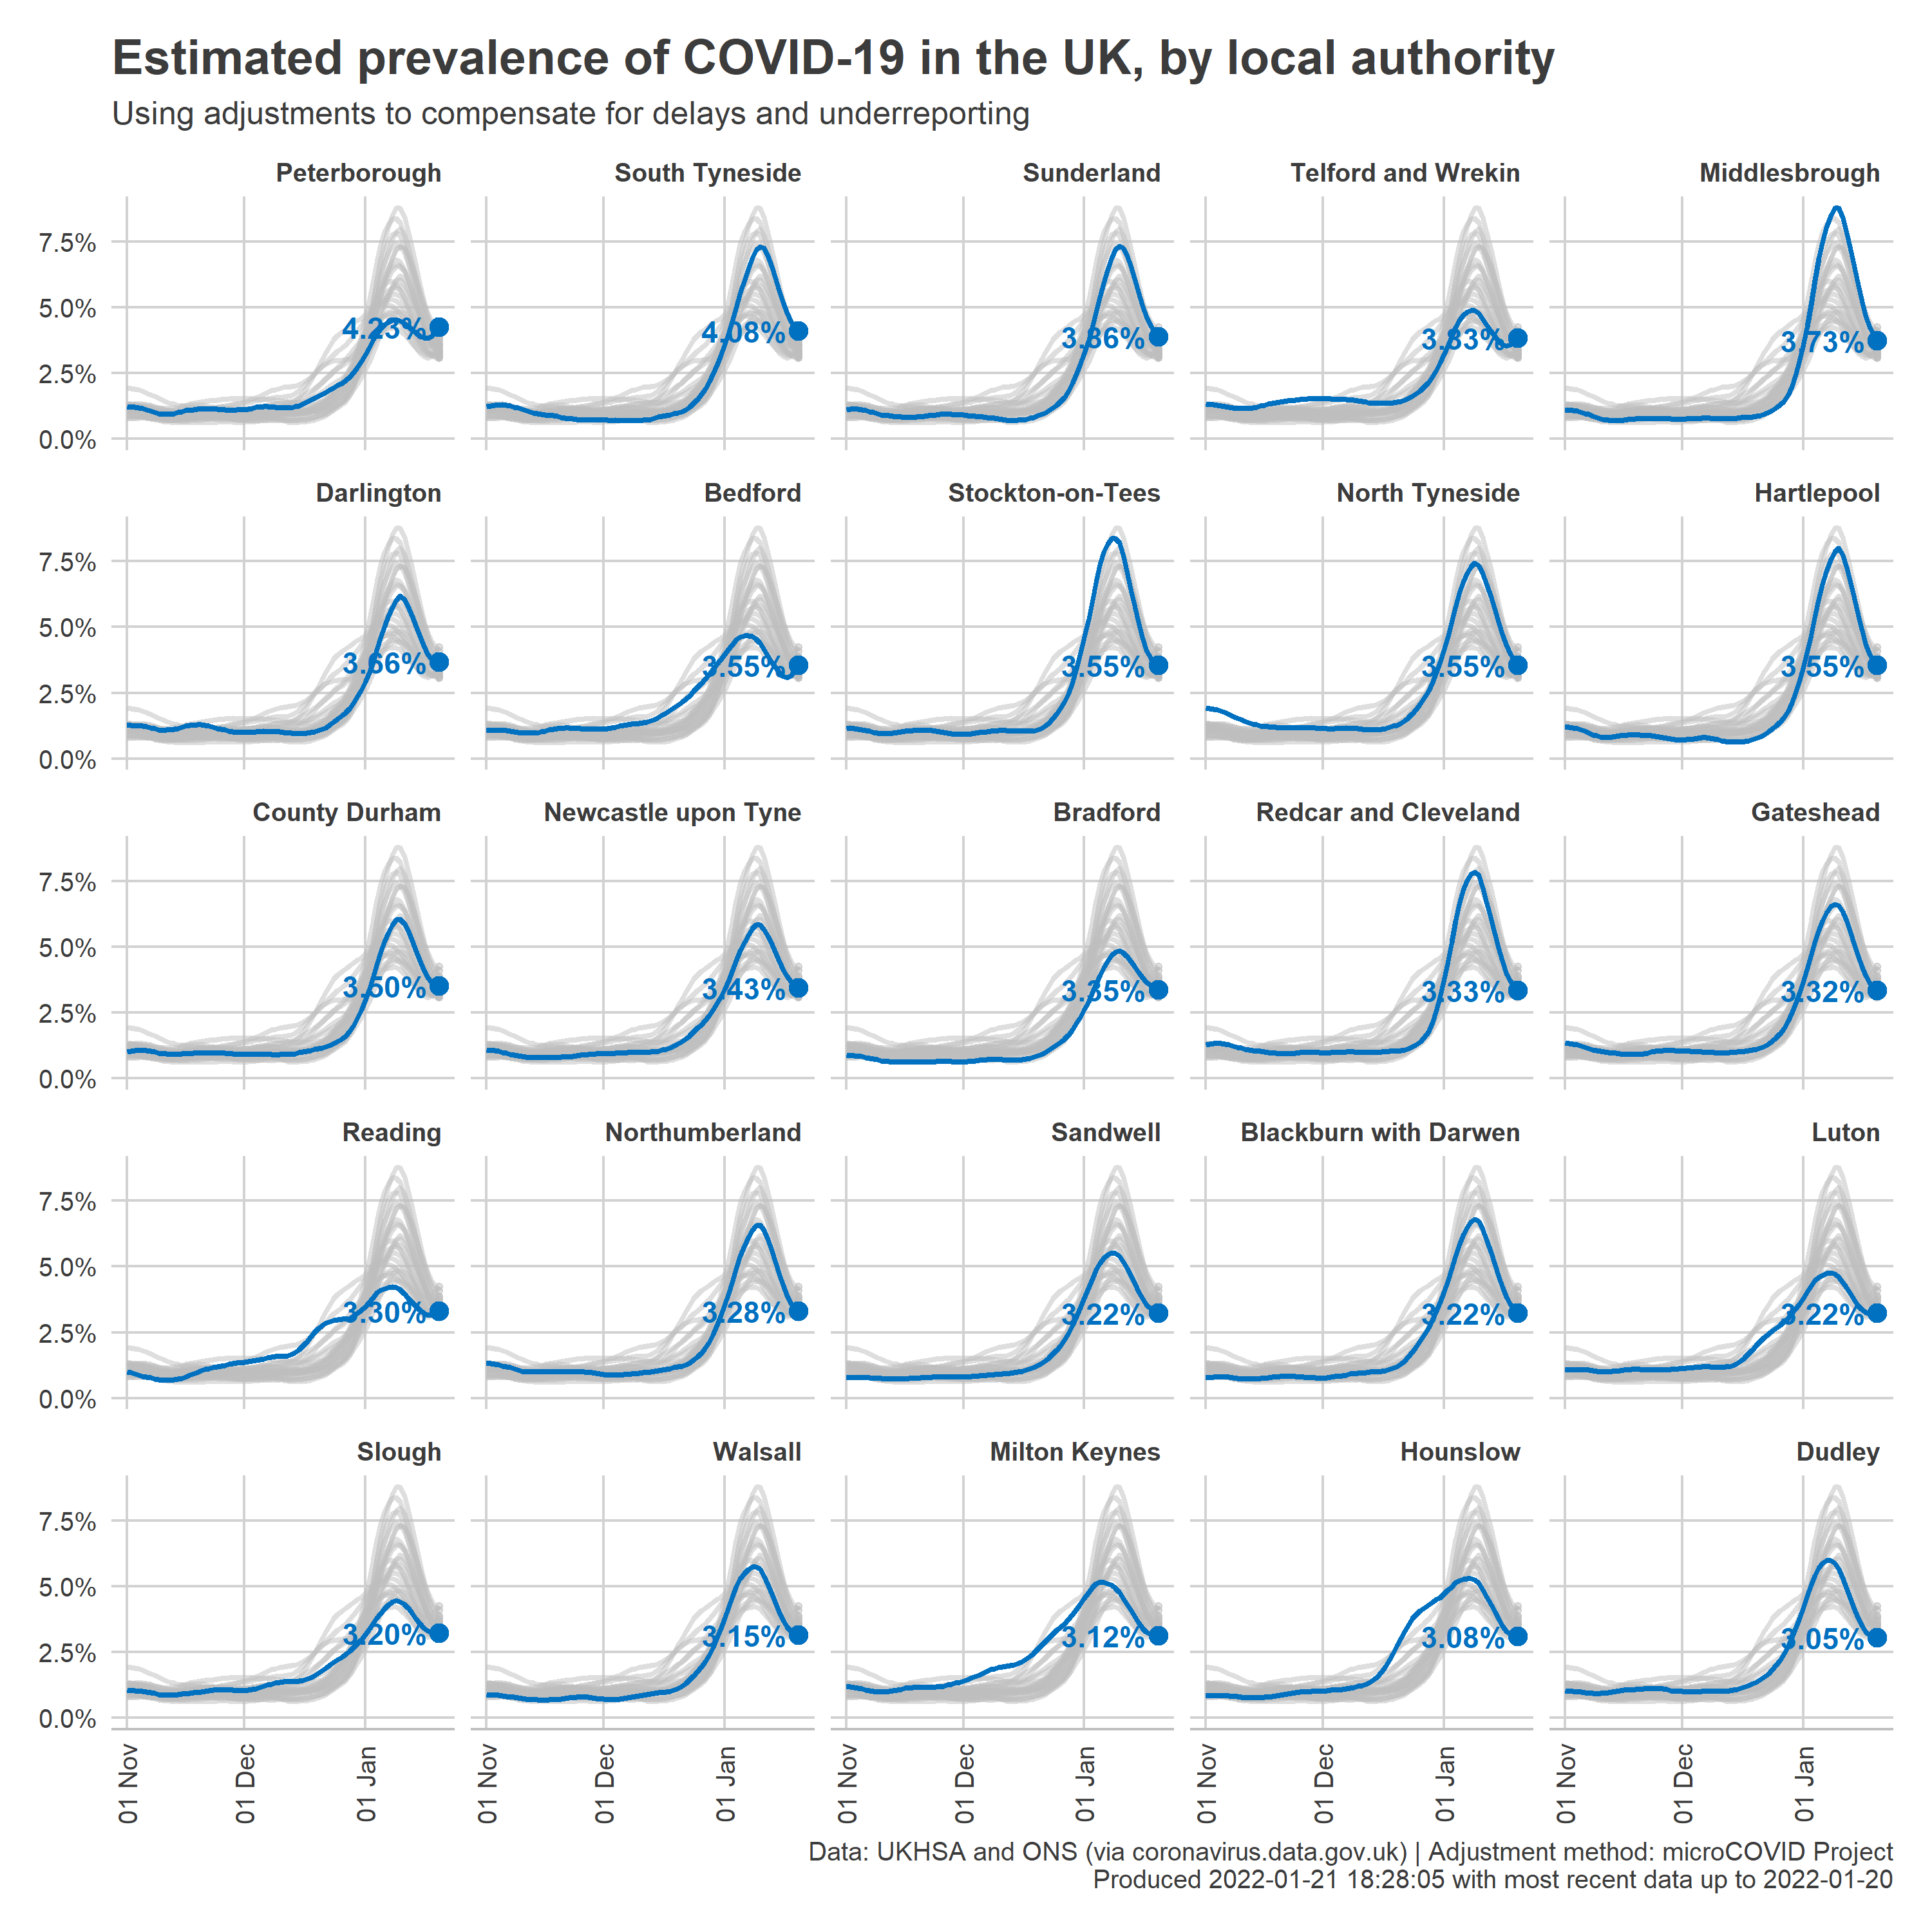 Estimated prevalence of COVID-19 in the UK, by local authority
Using adjustments to compensate for delays and underreporting
Peterborough South Tyneside Sunderland Telford and Wrekin Middlesbrough
7.5%
5.0%
4.23% 4.08% 3.86% 3.83% 3.73%
2.5%
0.0%
Darlington Bedford Stockton-on-Tees North Tyneside Hartlepool
7.5%
5.0%
3.66% 3.55% 3.55% 3.55% 3.55%
2.5%
0.0%
County Durham Newcastle upon Tyne Bradford Redcar and Cleveland Gateshead
7.5%
5.0%
3.50% 3.43% 3.35% 3.33% 3.32%
2.5%
0.0%
Reading Northumberland Sandwell Blackburn with Darwen Luton
7.5%
5.0%
3.30% 3.28% 3.22% 3.22% 3.22%
2.5%
0.0%
Slough Walsall Milton Keynes Hounslow Dudley
7.5%
5.0%
3.20% 3.15% 3.12% 3.08% 3.05%
2.5%
0.0%
01 Nov 01 Dec 01 Jan 01 Nov 01 Dec 01 Jan 01 Nov 01 Dec 01 Jan 01 Nov 01 Dec 01 Jan 01 Nov 01 Dec 01 Jan
Data: UKHSA and ONS (via coronavirus.data.gov.uk) | Adjustment method: microCOVID Project
Produced 2022-01-21 18:28:05 with most recent data up to 2022-01-20